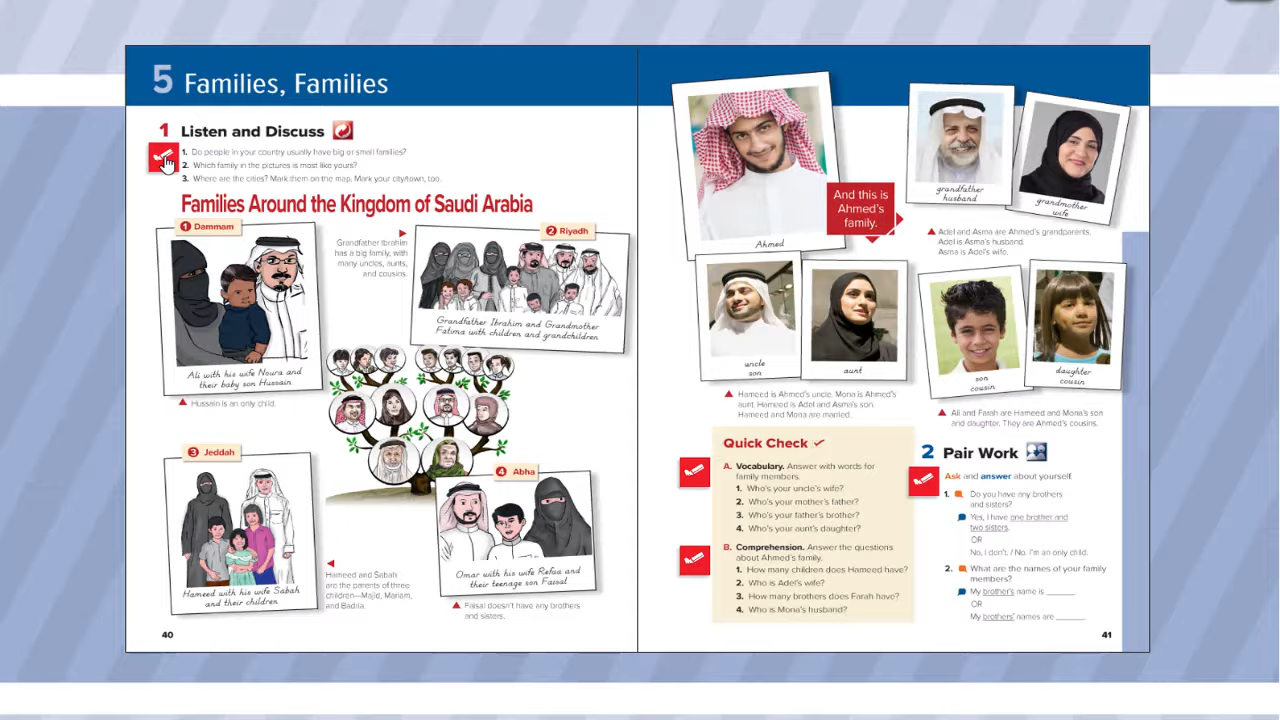 5 Families, Families
1 Listen and Discuss
1. Do people in your country usually have big or small families?
2. Which family in the pictures is most like yours?
3. Where are the cities? Mark them on the map. Mark your city/town, too.
Families Around the Kingdom of Saudi Arabia
1 Dammam
Ali with his wife Noura and
their baby son Hussain
Hussain is an only child.
Grandfather Ibrahim
has a big family, with
many uncles, aunts,
and cousins.
2 Riyadh
Grandfather Ibrahim and Grandmother
Fatima with children and grandchildren
3 Jeddah
Hameed with his wife Sabah
and their children
Hameed and Sabah
are the parents of three
children—Majid, Mariam,
and Badria.
4 Abha
Omar with his wife Refaa and
their teenage son Faisal
Faisal doesn't have any brothers
and sisters.
40
Ahmed
And this is
Ahmed's
family.
grandfather
husband
grandmother
wife
Adel and Asma are Ahmed's grandparents.
Adel is Asma's husband.
Asma is Adel's wife.
uncle
son
aunt
Hameed is Ahmed's uncle. Mona is Ahmed's
aunt. Hameed is Adel and Asma's son.
Hameed and Mona are married.
son
cousin
daughter
cousin
Ali and Farah are Hameed and Mona's son
and daughter. They are Ahmed's cousins.
Quick Check
A. Vocabulary. Answer with words for
family members.
1. Who's your uncle's wife?
2. Who's your mother's father?
3. Who's your father's brother?
4. Who's your aunt's daughter?
B. Comprehension. Answer the questions
about Ahmed's family.
1. How many children does Hameed have?
2. Who is Adel's wife?
3. How many brothers does Farah have?
4. Who is Mona's husband?
2 Pair Work
Ask and answer about yourself.
1. Do you have any brothers
and sisters?
Yes, I have one brother and
two sisters.
OR
No, I don't. / No. I'm an only child.
2. What are the names of your family
members?
My brother's name is ______.
OR
My brothers' names are ______.
41